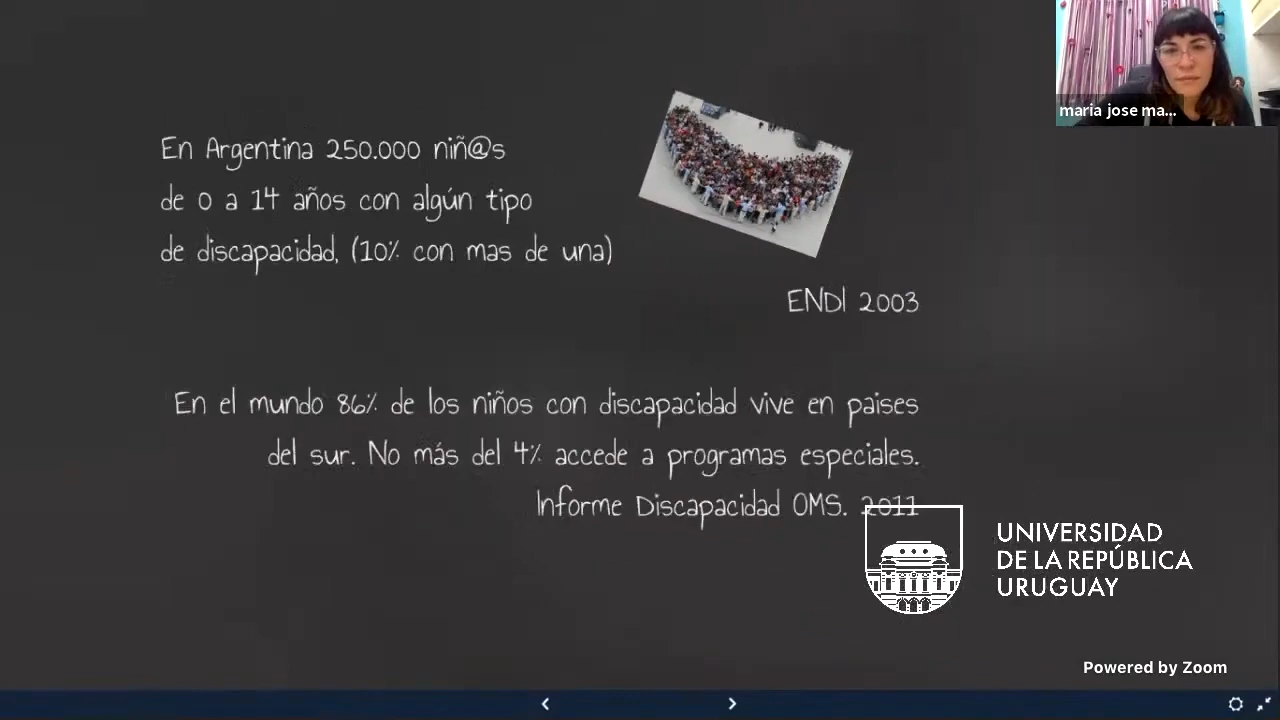 maria jose ma...
En Argentina 250.000 niñ@s
de 0 a 14 años con algún tipo
de discapacidad, (10% con mas de una)
ENDI 2003
En el mundo 86% de los niños con discapacidad vive en paises
del sur. No más del 4% accede a programas especiales.
Informe Discapacidad OMS. 2011
UNIVERSIDAD
DE LA REPÚBLICA
URUGUAY
Powered by Zoom